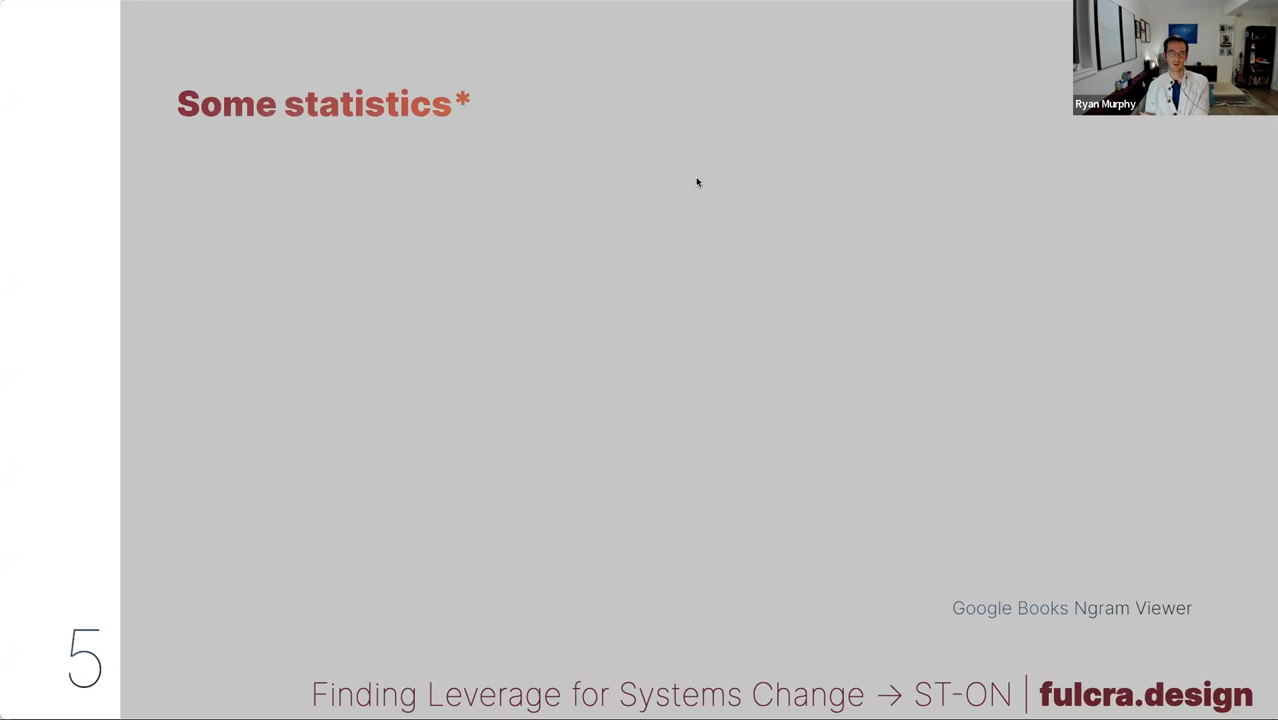 Some statistics*
Ryan Murphy
Google Books Ngram Viewer
5
Finding Leverage for Systems Change → ST-ON | fulcra.design